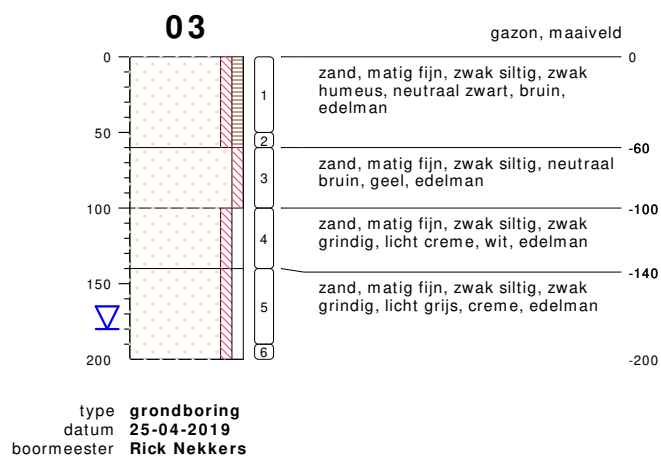 03
gazon, maaiveld
0
0
zand, matig fijn, zwak siltig, zwak
humeus, neutraal zwart, bruin,
edelman
1
50
2
-60
zand, matig fijn, zwak siltig, neutraal
bruin, geel, edelman
3
100
-100
zand, matig fijn, zwak siltig, zwak
grindig, licht creme, wit, edelman
4
-140
150
zand, matig fijn, zwak siltig, zwak
grindig, licht grijs, creme, edelman
5
6
200
-200
type grondboring
datum 25-04-2019
boormeester Rick Nekkers